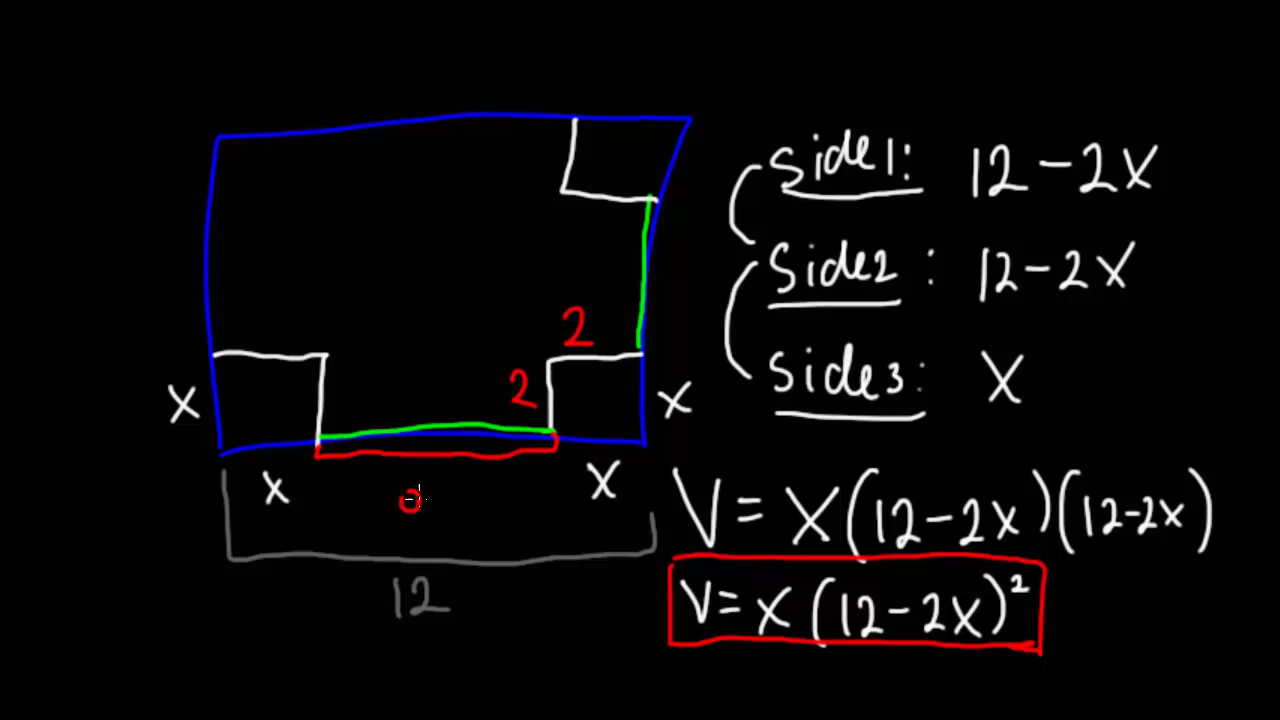 Side1: 12-2x
Side2: 12-2x
2
2
Side3: x
x
x
x
x
12
V= x(12-2x)(12-2x)
V= x(12-2x)²